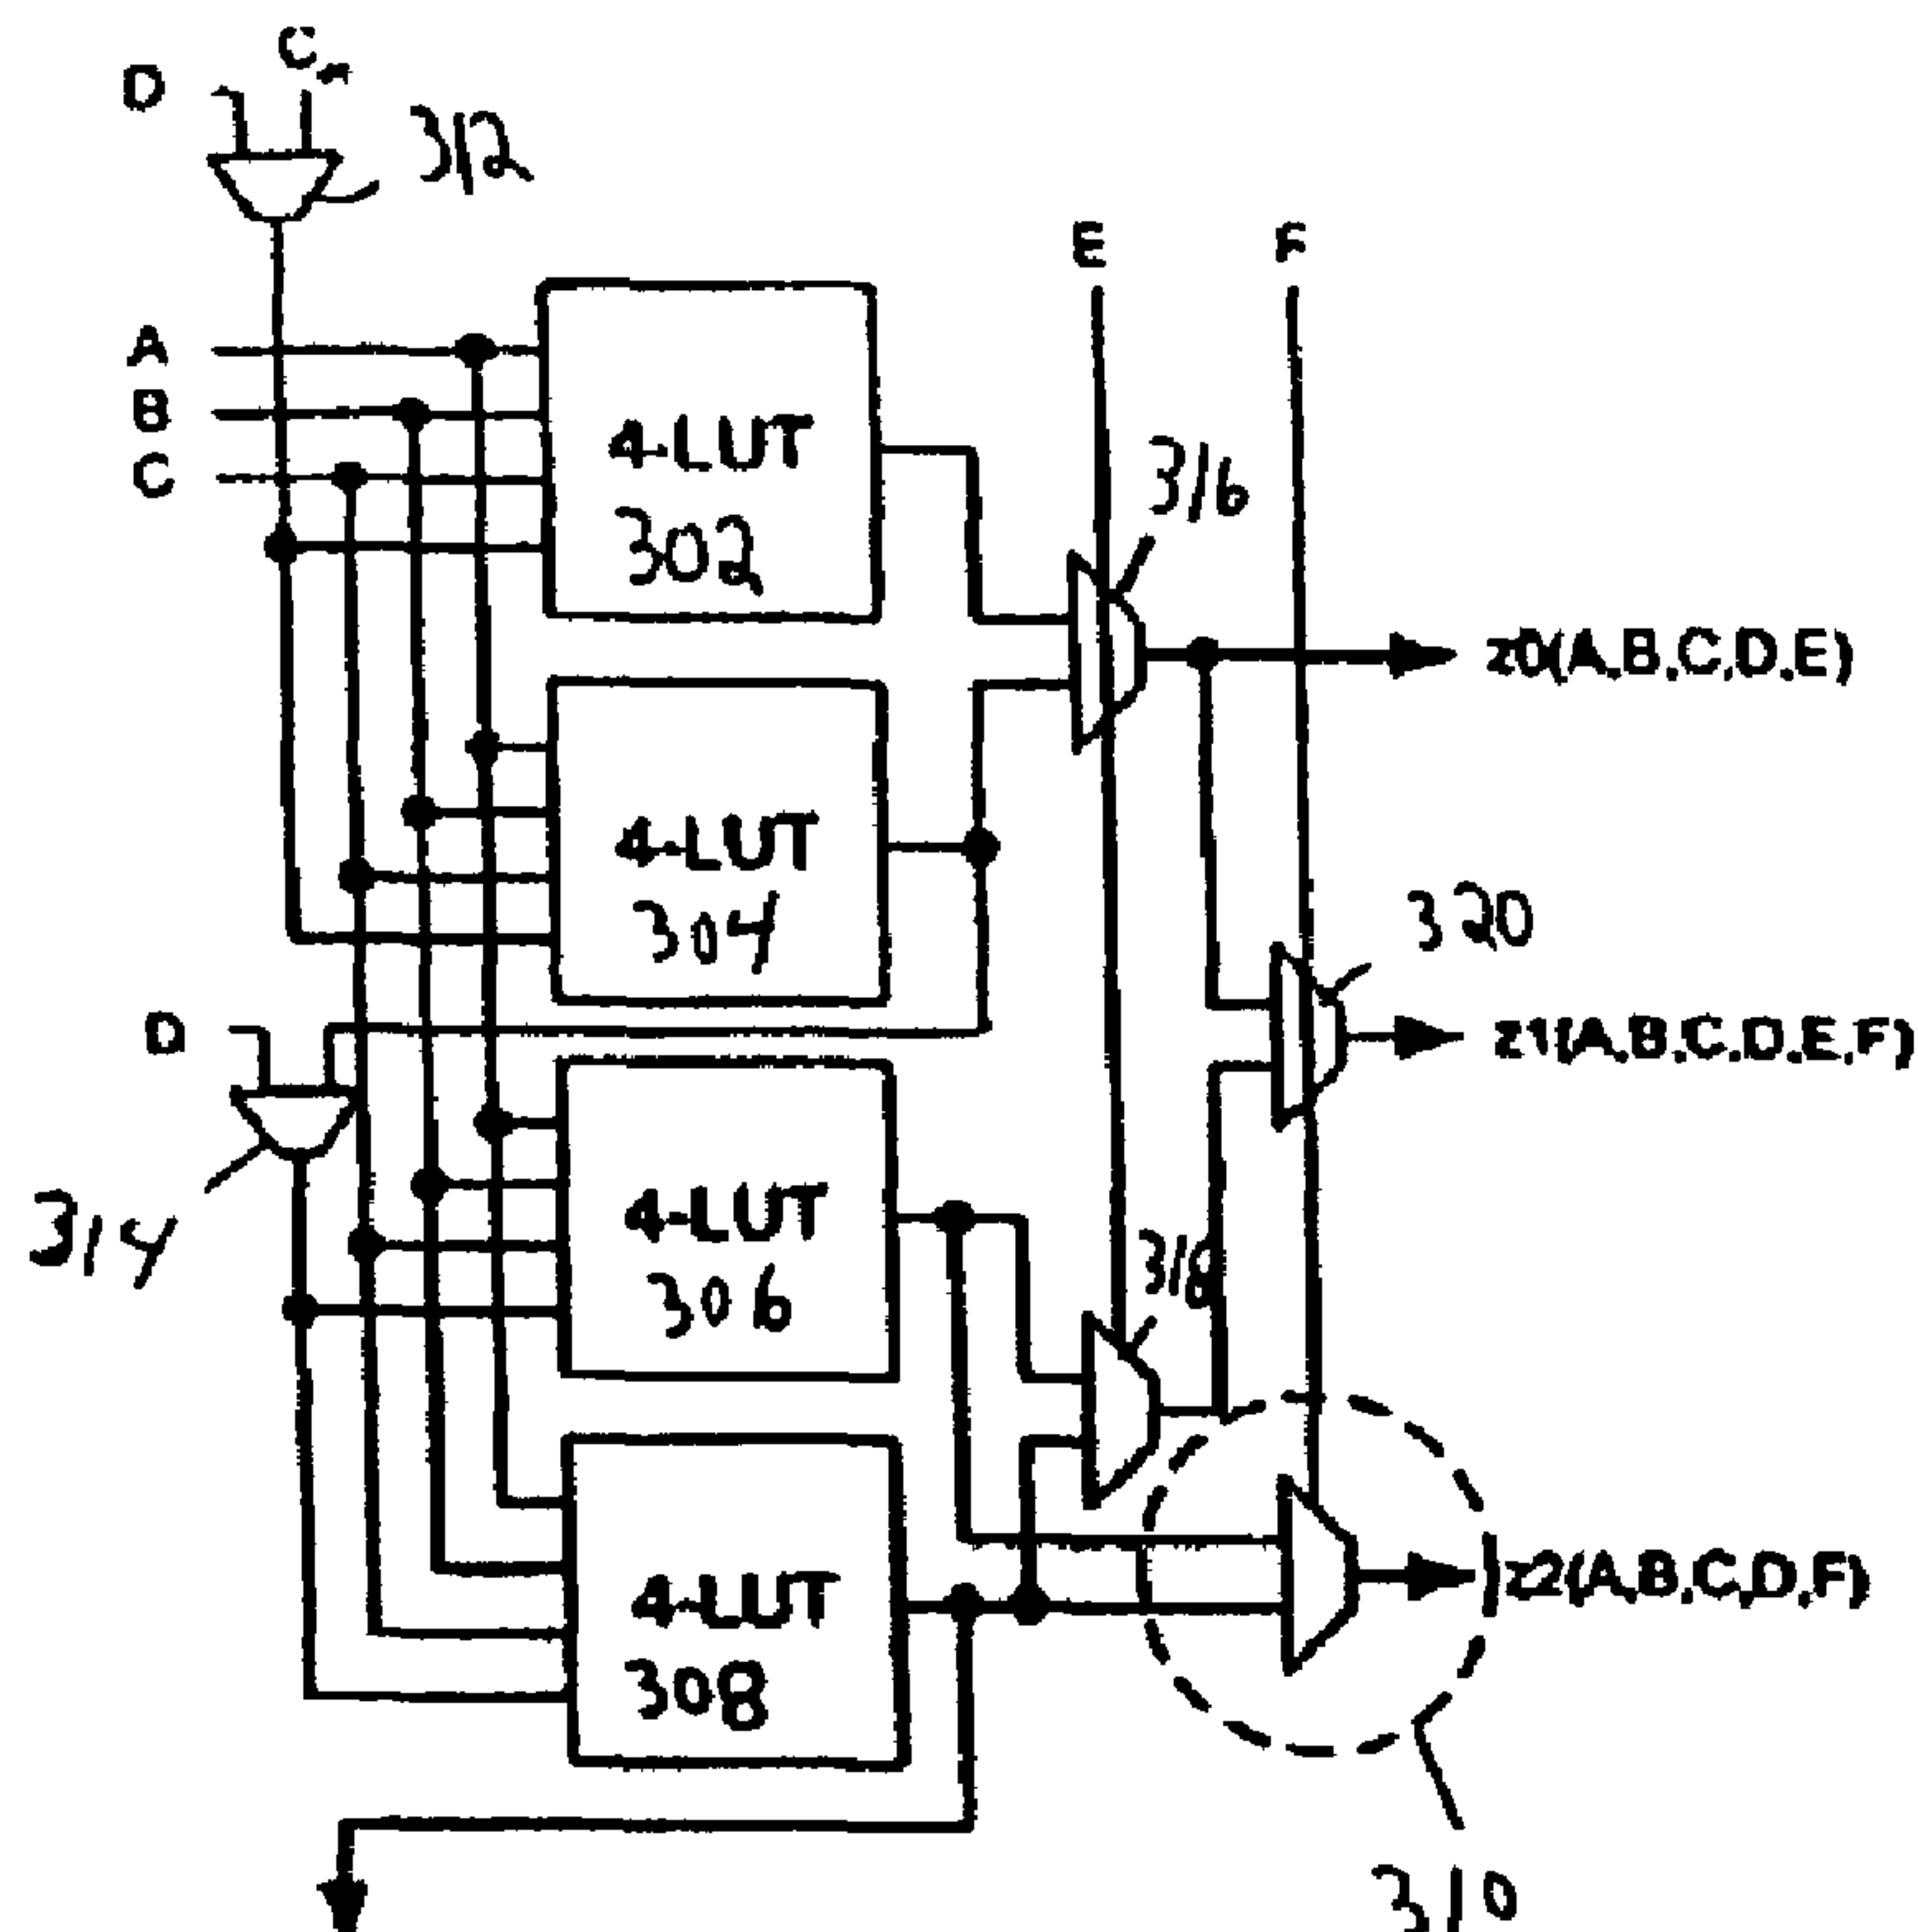 D
C
312
E
F
A
B
C
4-LUT
302
316
z0(A,B,C,D,E)
4-LUT
304
320
D
z1(A,B,C,D,E,F)
314
4-LUT
306
318
4-LUT
308
z2(A,B,C,D,F)
310